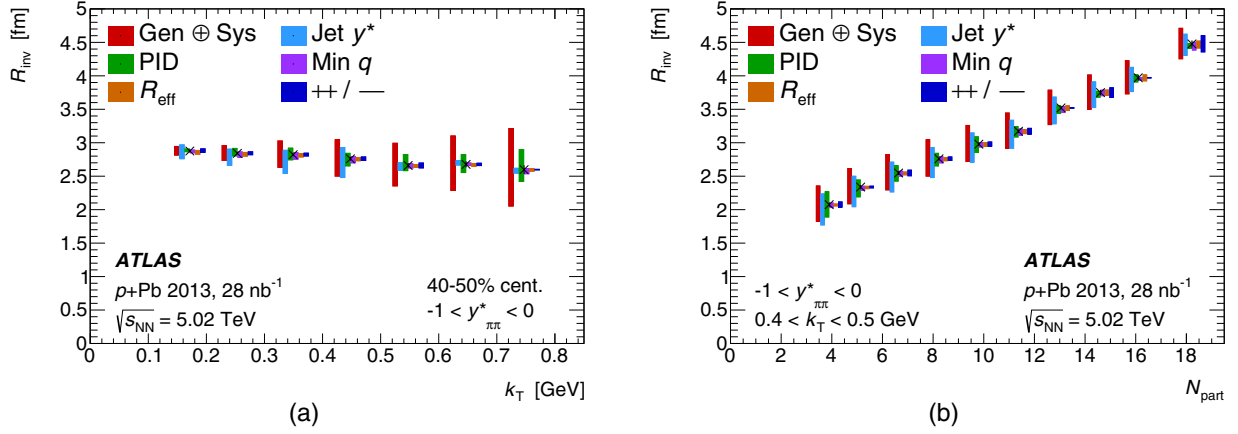 R_inv [fm]
5
4.5
4
3.5
3
2.5
2
1.5
1
0.5
0
Gen ⊕ Sys
PID
R_eff
Jet y*
Min q
++ / −−
ATLAS
p+Pb 2013, 28 nb⁻¹
√s_NN = 5.02 TeV
40-50% cent.
-1 < y*_ππ < 0
0 0.1 0.2 0.3 0.4 0.5 0.6 0.7 0.8
k_T [GeV]
(a)
R_inv [fm]
5
4.5
4
3.5
3
2.5
2
1.5
1
0.5
0
Gen ⊕ Sys
PID
R_eff
Jet y*
Min q
++ / −−
-1 < y*_ππ < 0
0.4 < k_T < 0.5 GeV
ATLAS
p+Pb 2013, 28 nb⁻¹
√s_NN = 5.02 TeV
0 2 4 6 8 10 12 14 16 18
N_part
(b)